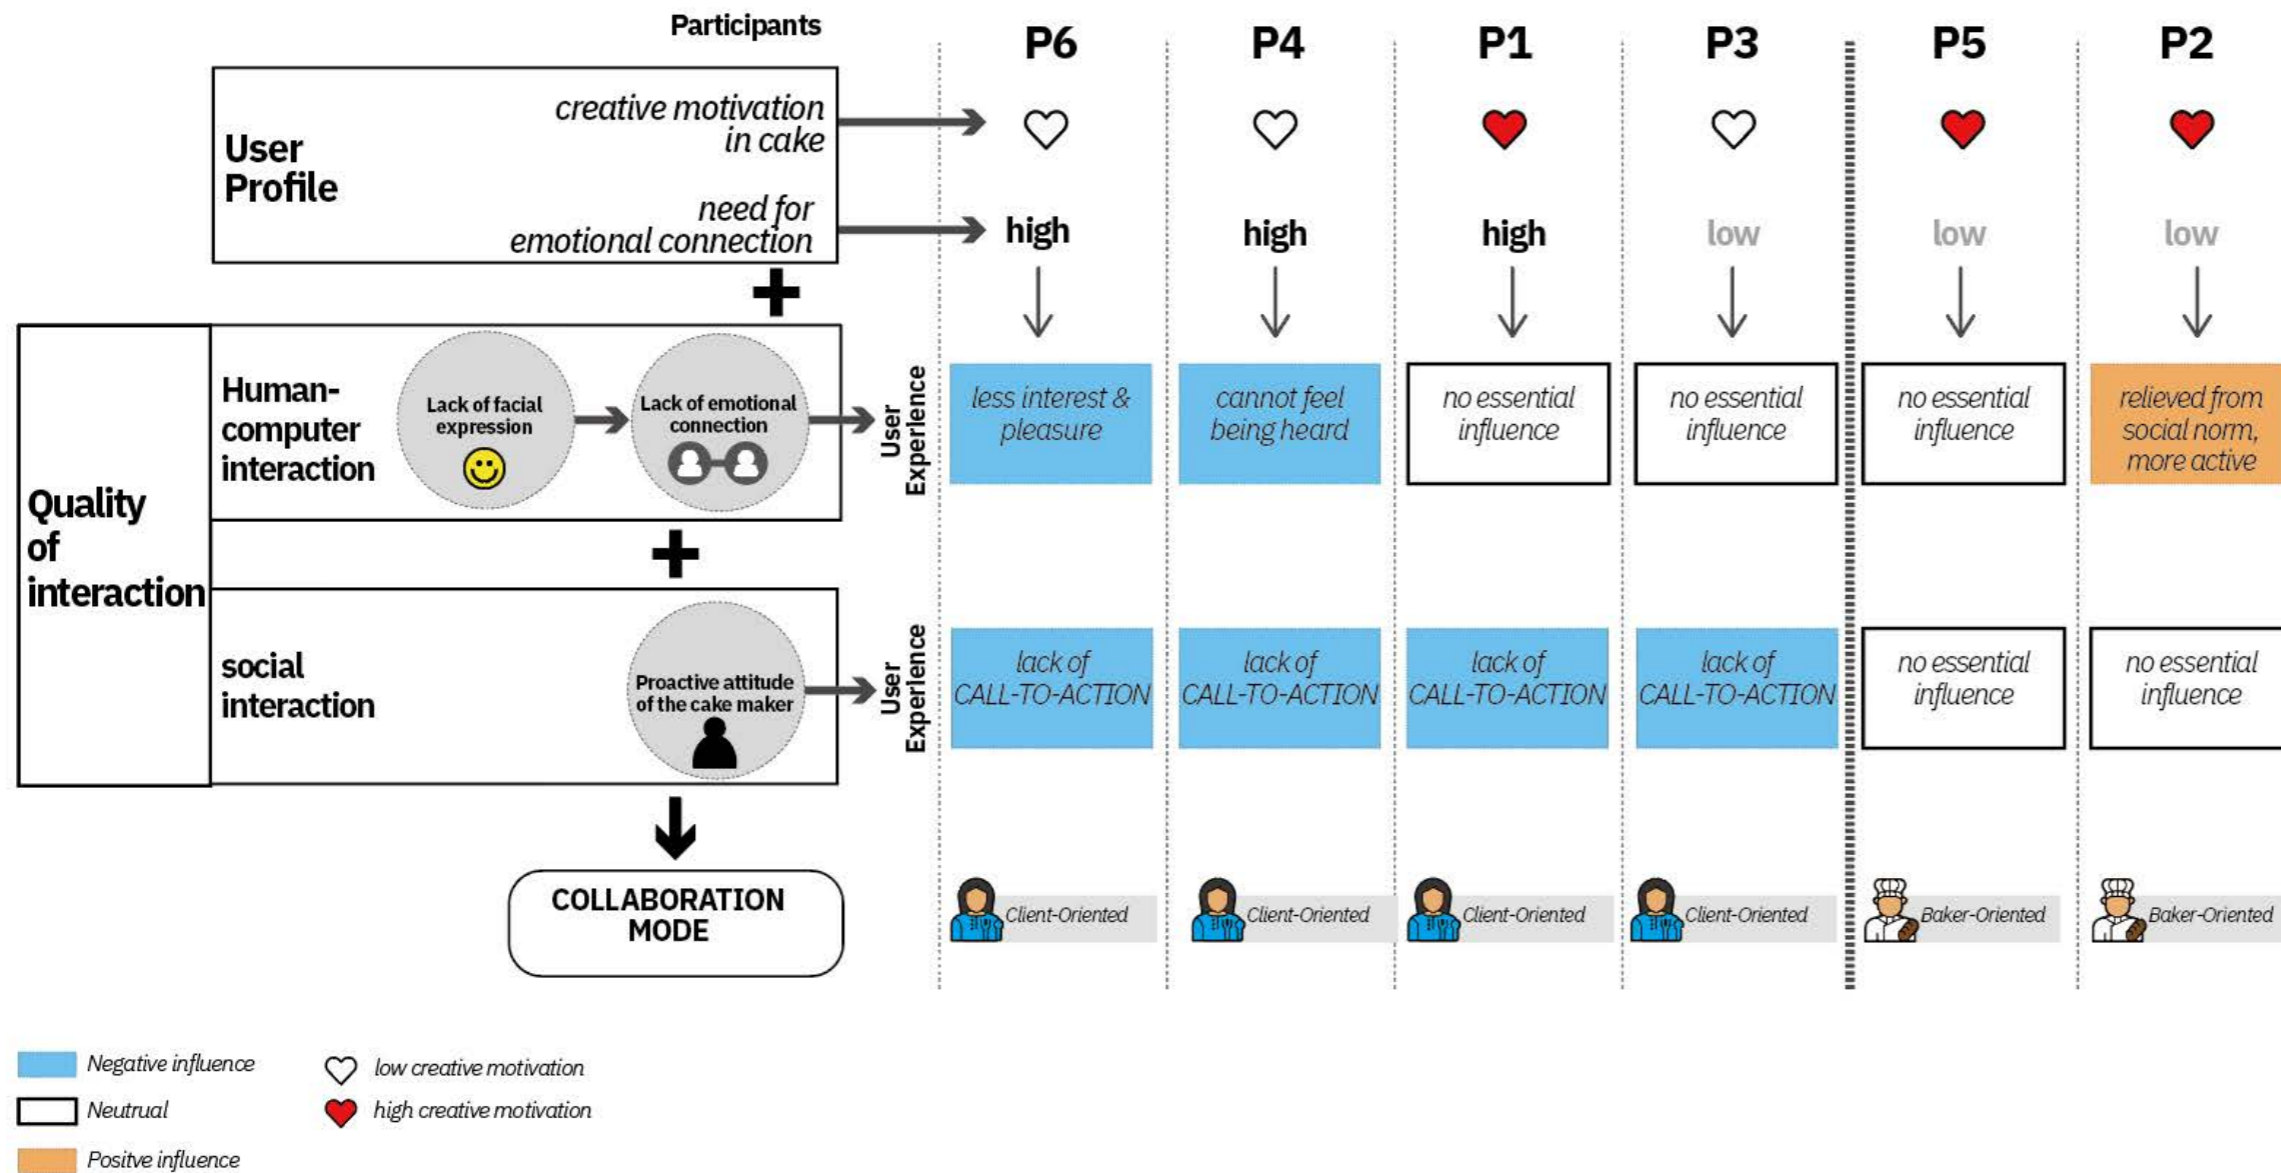 Participants
P6
P4
P1
P3
P5
P2
User
Profile
creative motivation
in cake
need for
emotional connection
high
high
high
low
low
low
Quality
of
interaction
Human-
computer
interaction
Lack of facial
expression
Lack of emotional
connection
User
Experience
less interest &
pleasure
cannot feel
being heard
no essential
influence
no essential
influence
no essential
influence
relieved from
social norm,
more active
social
interaction
Proactive attitude
of the cake maker
User
Experience
lack of
CALL-TO-ACTION
lack of
CALL-TO-ACTION
lack of
CALL-TO-ACTION
lack of
CALL-TO-ACTION
no essential
influence
no essential
influence
COLLABORATION
MODE
Client-Oriented
Client-Oriented
Client-Oriented
Client-Oriented
Baker-Oriented
Baker-Oriented
Negative influence
Neutrual
Positve influence
low creative motivation
high creative motivation